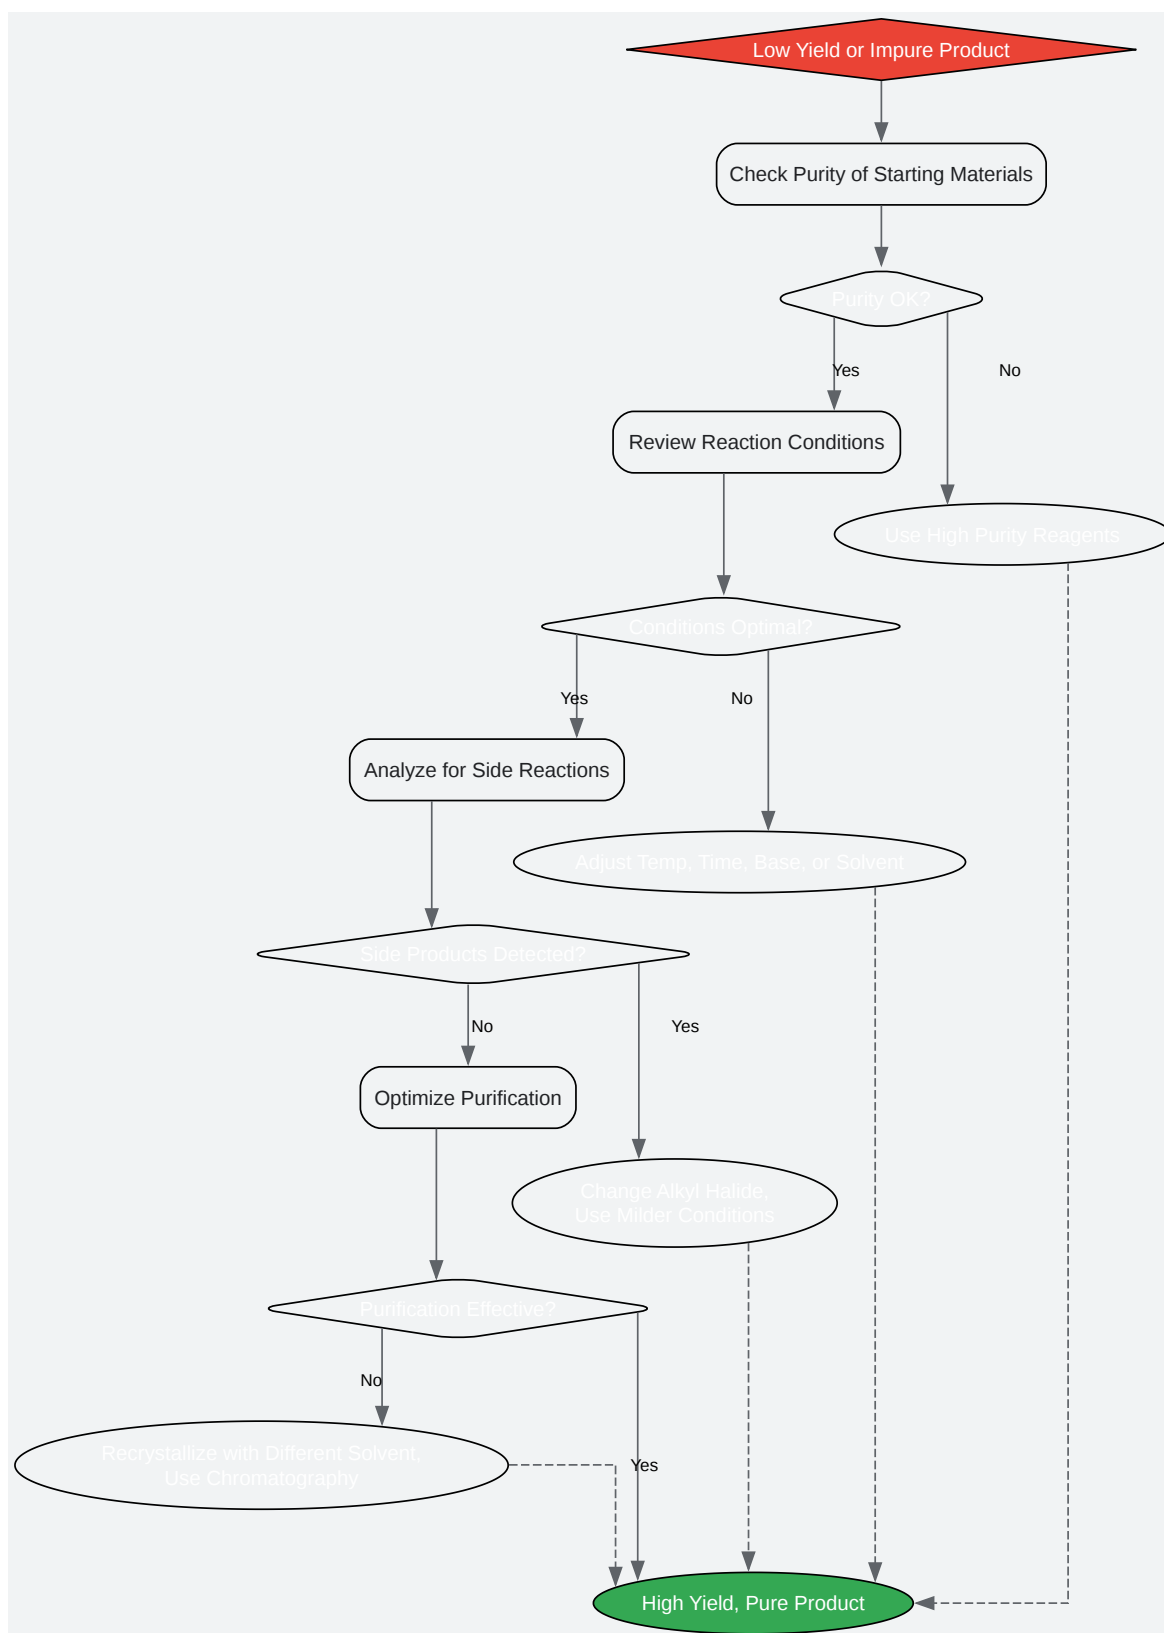 Low Yield or Impure Product
Check Purity of Starting Materials
Purity OK?
Yes
No
Review Reaction Conditions
Use High Purity Reagents
Conditions Optimal?
Yes
No
Analyze for Side Reactions
Adjust Temp, Time, Base, or Solvent
Side Products Detected?
No
Yes
Optimize Purification
Change Alkyl Halide,
Use Milder Conditions
Purification Effective?
No
Recrystallize with Different Solvent,
Use Chromatography
Yes
High Yield, Pure Product